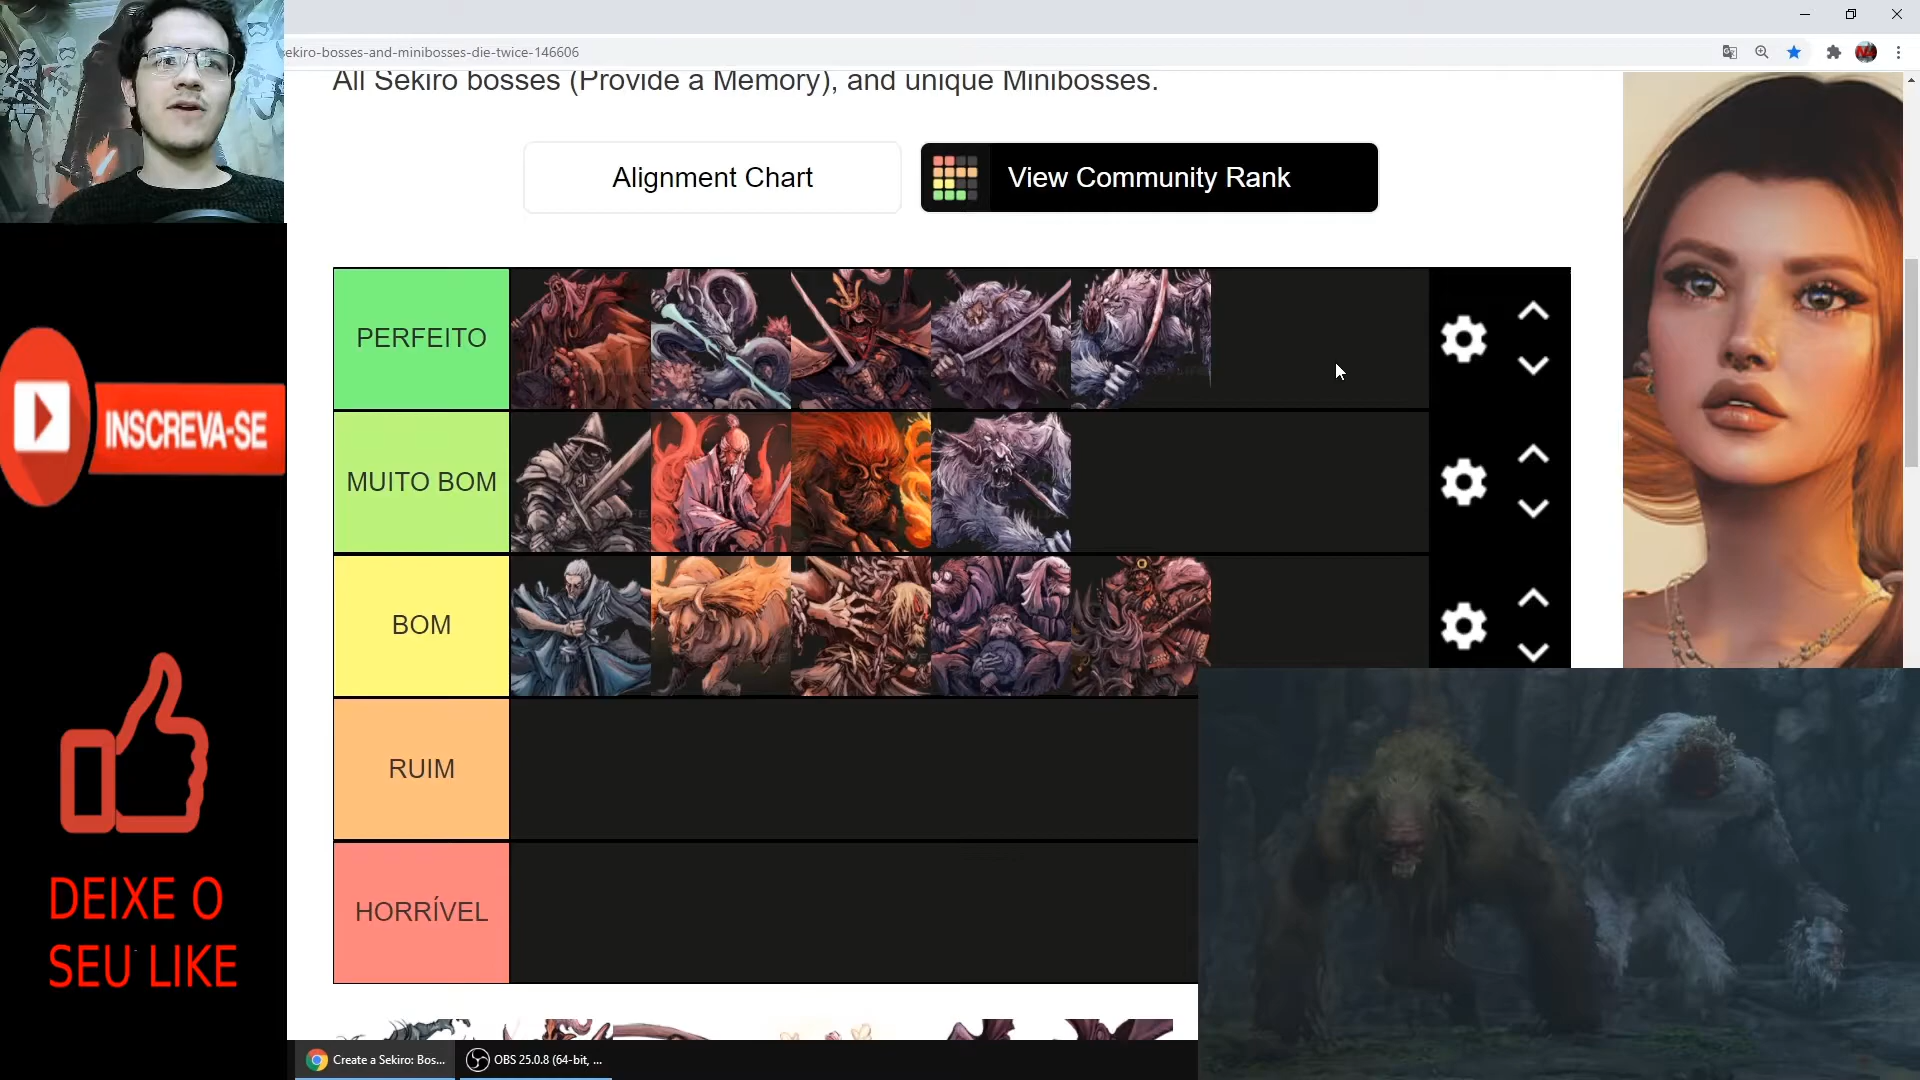 ekiro-bosses-and-minibosses-die-twice-146606
All Sekiro bosses (Provide a Memory), and unique Minibosses.
Alignment Chart
View Community Rank
PERFEITO
MUITO BOM
INSCREVA-SE
BOM
RUIM
DEIXE O
SEU LIKE
HORRÍVEL
Create a Sekiro: Bos...
OBS 25.0.8 (64-bit, ...